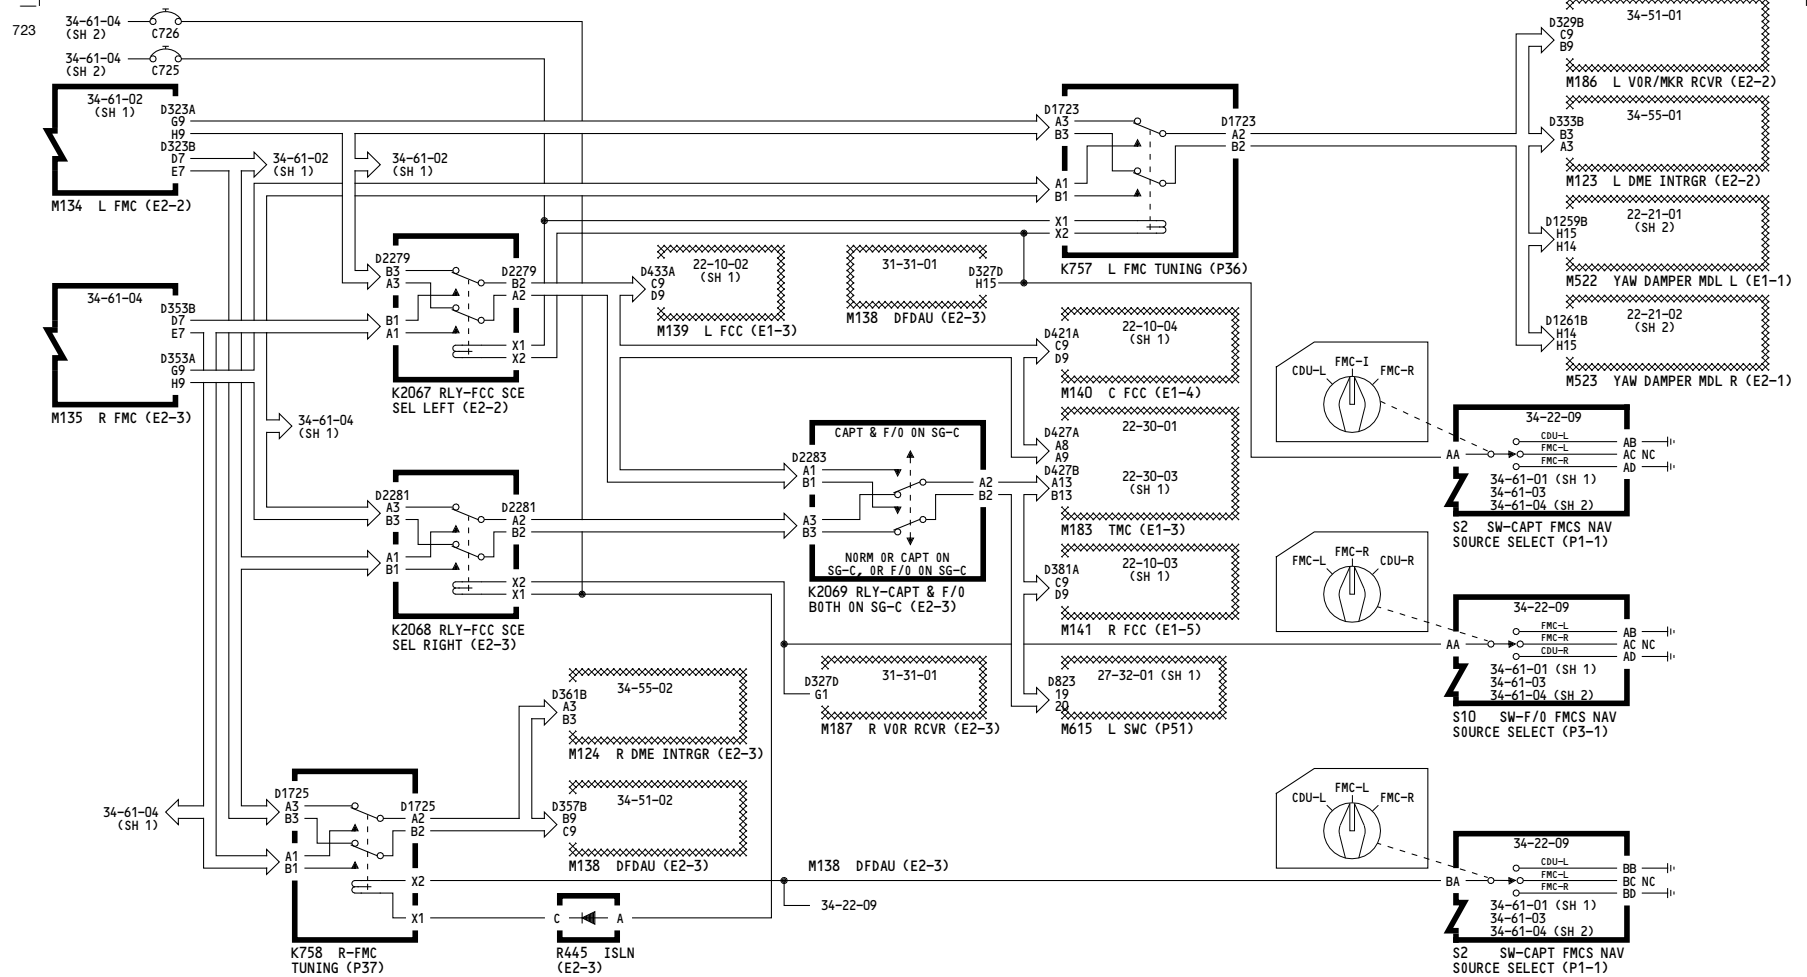 723
34-61-04
(SH 2)
C726
34-61-04
(SH 2)
C725
34-61-02
(SH 1)
D323A
G9
H9
D323B
D7
E7
M134 L FMC (E2-2)
34-61-02
(SH 1)
34-61-02
(SH 1)
34-61-04
D353B
D7
E7
D353A
G9
H9
M135 R FMC (E2-3)
34-61-04
(SH 1)
D2279
B3
A3
B1
A1
D2279
B2
A2
X1
X2
K2067 RLY-FCC SCE
SEL LEFT (E2-2)
D2281
A3
B3
A1
B1
D2281
A2
B2
X2
X1
K2068 RLY-FCC SCE
SEL RIGHT (E2-3)
D433A
C9
D9
22-10-02
(SH 1)
M139 L FCC (E1-3)
31-31-01
D327D
H15
M138 DFDAU (E2-3)
D1723
A3
B3
A1
B1
X1
X2
D1723
A2
B2
K757 L FMC TUNING (P36)
D329B
C9
B9
34-51-01
M186 L VOR/MKR RCVR (E2-2)
D333B
B3
A3
34-55-01
M123 L DME INTRGR (E2-2)
D1259B
H15
H14
22-21-01
(SH 2)
M522 YAW DAMPER MDL L (E1-1)
D1261B
H14
H15
22-21-02
(SH 2)
M523 YAW DAMPER MDL R (E2-1)
D421A
C9
D9
22-10-04
(SH 1)
M140 C FCC (E1-4)
D427A
A8
A9
D427B
A13
B13
22-30-01
22-30-03
(SH 1)
M183 TMC (E1-3)
D381A
C9
D9
22-10-03
(SH 1)
M141 R FCC (E1-5)
D823
19
20
27-32-01 (SH 1)
M615 L SWC (P51)
CAPT & F/O ON SG-C
D2283
A1
B1
A3
B3
A2
B2
NORM OR CAPT ON
SG-C, OR F/O ON SG-C
K2069 RLY-CAPT & F/O
BOTH ON SG-C (E2-3)
D327D
G1
31-31-01
M187 R VOR RCVR (E2-3)
D361B
A3
B3
34-55-02
M124 R DME INTRGR (E2-3)
D357B
B9
C9
34-51-02
M138 DFDAU (E2-3)
M138 DFDAU (E2-3)
34-22-09
34-61-04
(SH 1)
D1725
A3
B3
A1
B1
D1725
A2
B2
X2
X1
K758 R-FMC
TUNING (P37)
C
A
R445 ISLN
(E2-3)
CDU-L
FMC-I
FMC-R
34-22-09
AA
CDU-L
FMC-L
FMC-R
AB
AC NC
AD
34-61-01 (SH 1)
34-61-03
34-61-04 (SH 2)
S2 SW-CAPT FMCS NAV
SOURCE SELECT (P1-1)
FMC-L
FMC-R
CDU-R
34-22-09
AA
FMC-L
FMC-R
CDU-R
AB
AC NC
AD
34-61-01 (SH 1)
34-61-03
34-61-04 (SH 2)
S10 SW-F/O FMCS NAV
SOURCE SELECT (P3-1)
CDU-L
FMC-L
FMC-R
34-22-09
BA
CDU-L
FMC-L
FMC-R
BB
BC NC
BD
34-61-01 (SH 1)
34-61-03
34-61-04 (SH 2)
S2 SW-CAPT FMCS NAV
SOURCE SELECT (P1-1)